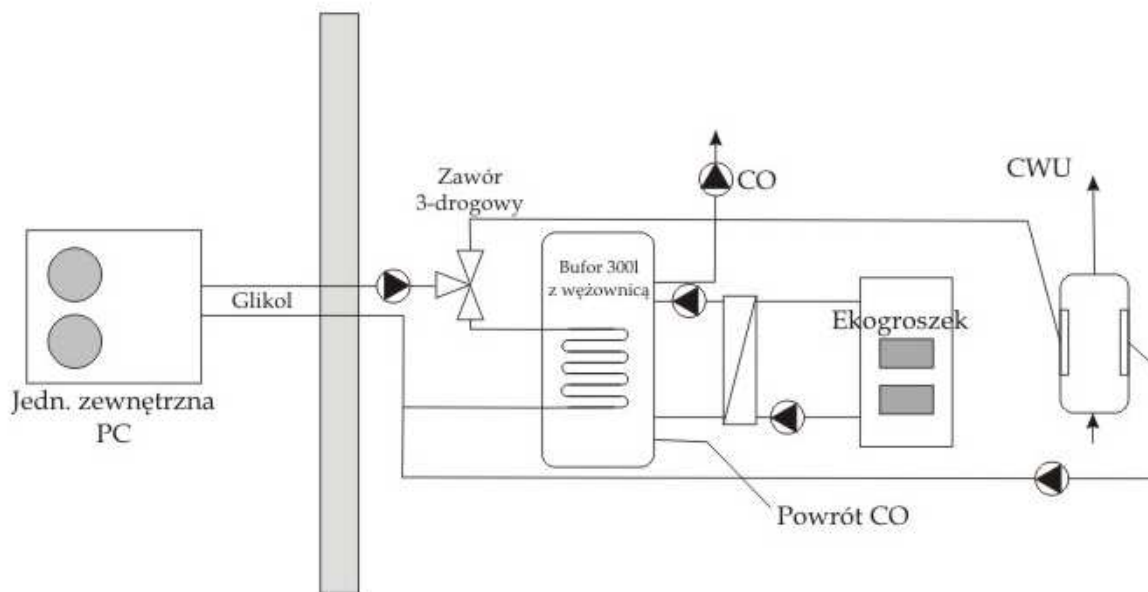 Zawór
3-drogowy
CO
CWU
Bufor 300l
z wężownicą
Glikol
Ekogroszek
Jedn. zewnętrzna
PC
Powrót CO